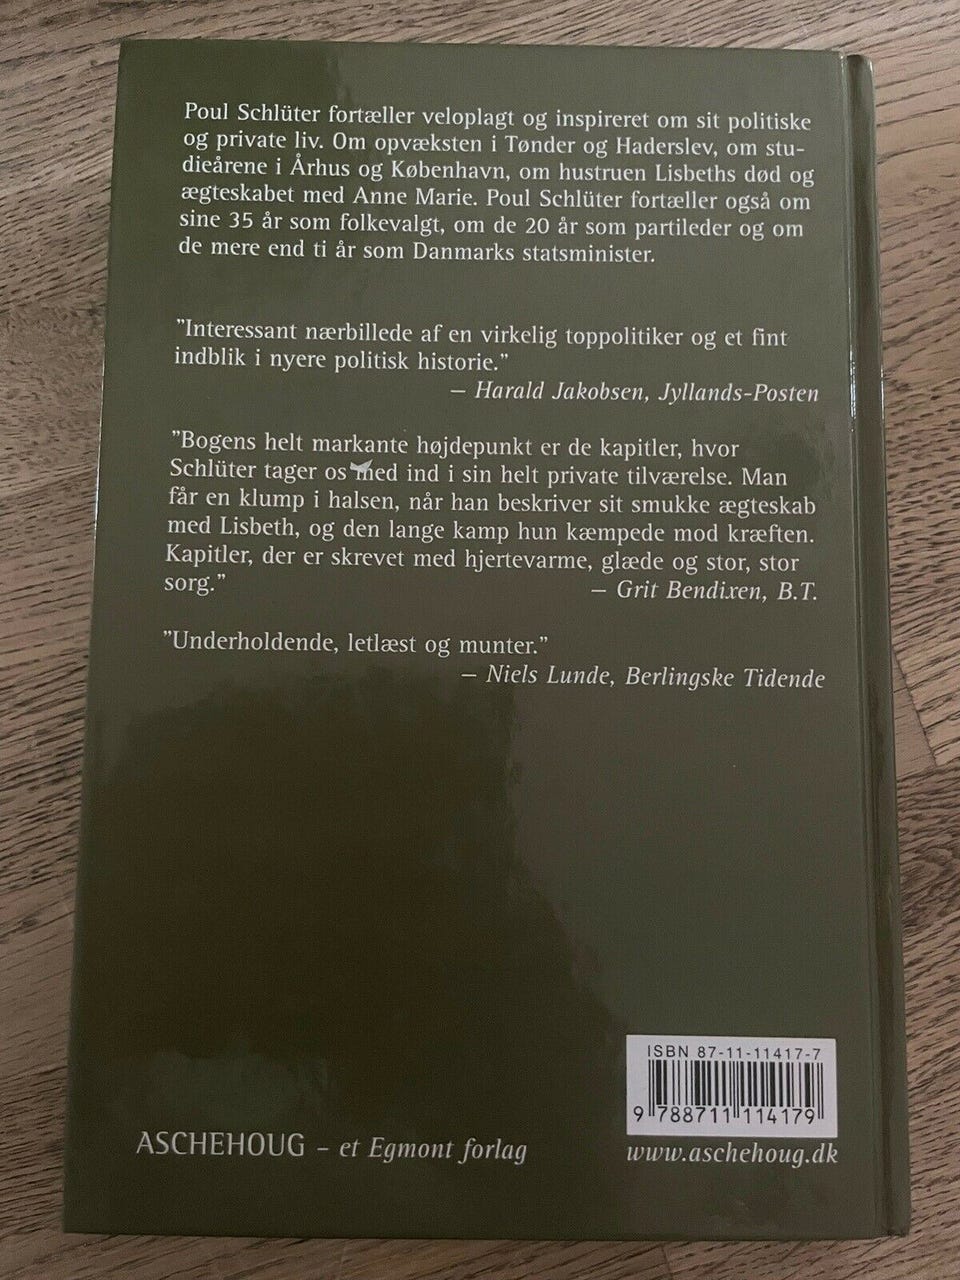 Poul Schlüter fortæller veloplagt og inspireret om sit politiske
og private liv. Om opvæksten i Tønder og Haderslev, om stu-
dieårene i Århus og København, om hustruen Lisbeths død og
ægteskabet med Anne Marie. Poul Schlüter fortæller også om
sine 35 år som folkevalgt, om de 20 år som partileder og om
de mere end ti år som Danmarks statsminister.
"Interessant nærbillede af en virkelig toppolitiker og et fint
indblik i nyere politisk historie."
– Harald Jakobsen, Jyllands-Posten
"Bogens helt markante højdepunkt er de kapitler, hvor
Schlüter tager os med ind i sin helt private tilværelse. Man
får en klump i halsen, når han beskriver sit smukke ægteskab
med Lisbeth, og den lange kamp hun kæmpede mod kræften.
Kapitler, der er skrevet med hjertevarme, glæde og stor, stor
sorg." – Grit Bendixen, B.T.
"Underholdende, letlæst og munter."
– Niels Lunde, Berlingske Tidende
ISBN 87-11-11417-7
9 788711 114179
ASCHEHOUG – et Egmont forlag
www.aschehoug.dk